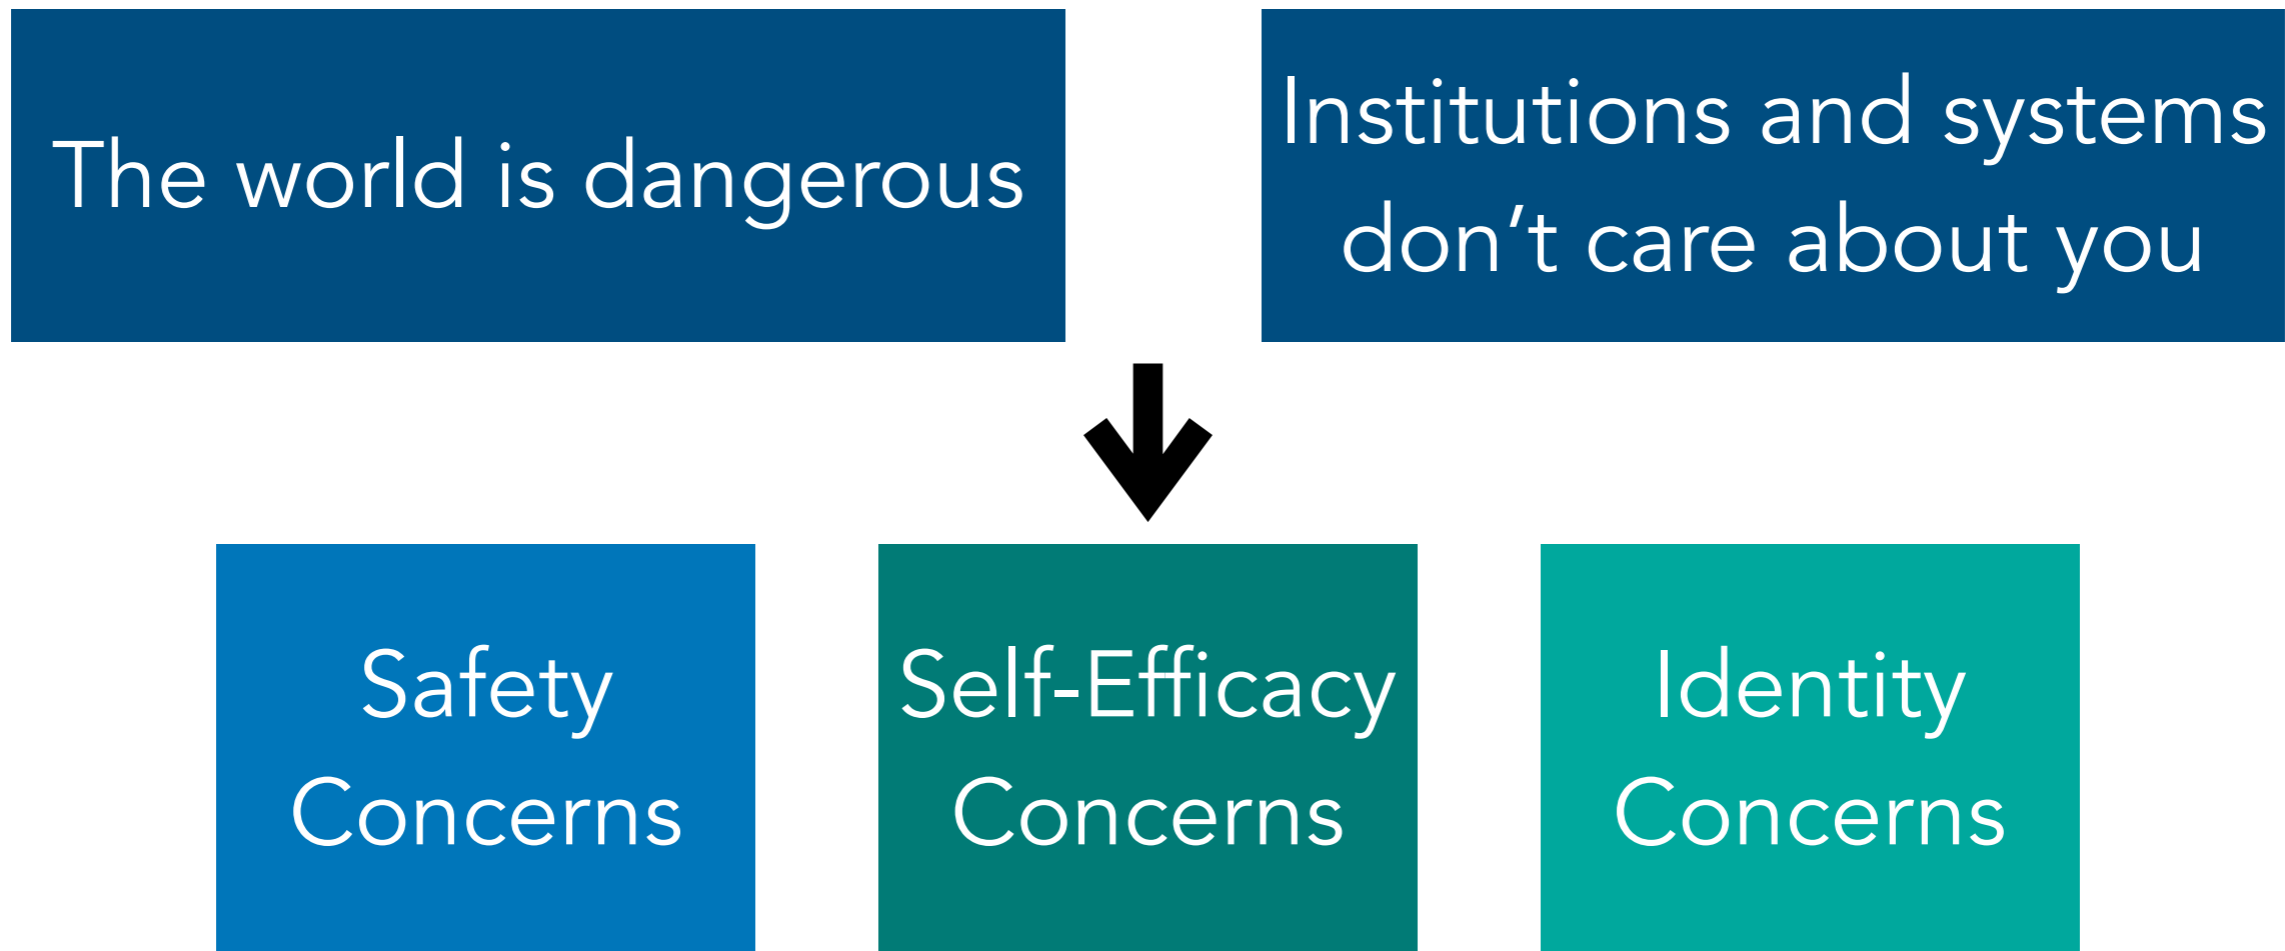 The world is dangerous
Institutions and systems
don’t care about you
Safety
Concerns
Self-Efficacy
Concerns
Identity
Concerns